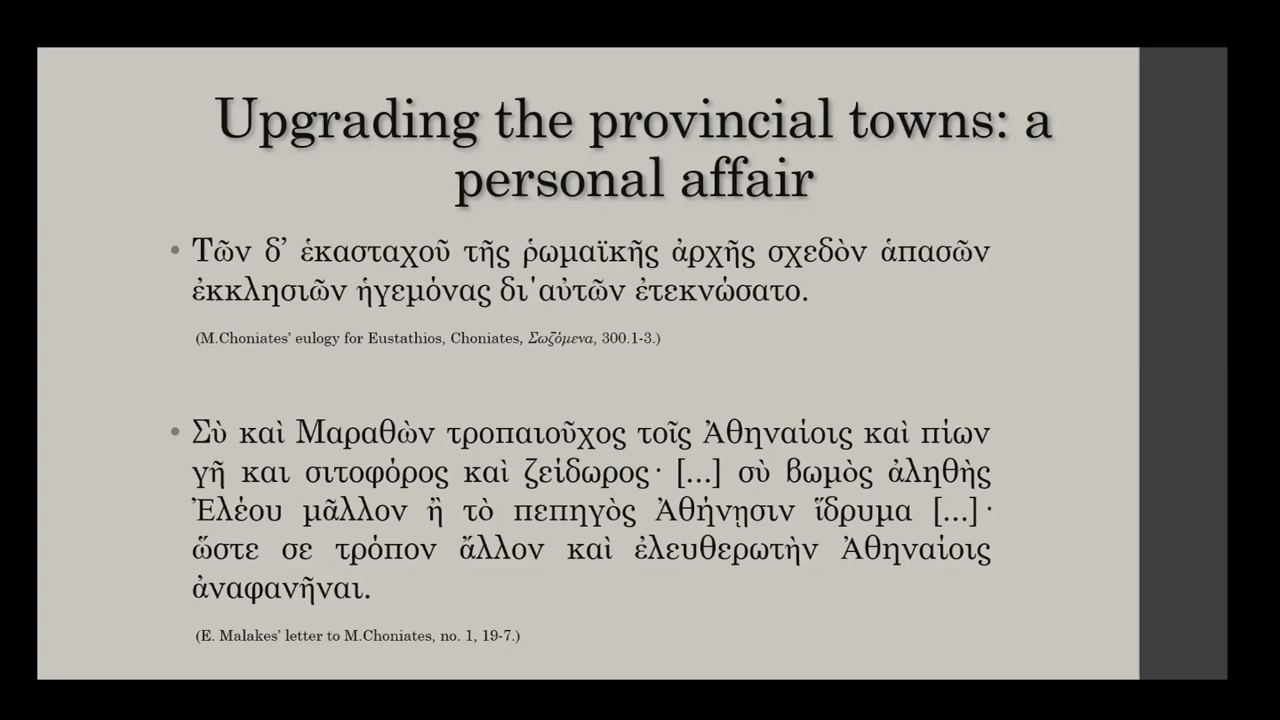 Upgrading the provincial towns: a
personal affair
• Τῶν δ’ ἑκασταχοῦ τῆς ῥωμαϊκῆς ἀρχῆς σχεδὸν ἁπασῶν
ἐκκλησιῶν ἡγεμόνας δι᾽αὐτῶν ἐτεκνώσατο.
(M.Choniates’ eulogy for Eustathios, Choniates, Σωζόμενα, 300.1-3.)
• Σὺ καὶ Μαραθὼν τροπαιοῦχος τοῖς Ἀθηναίοις καὶ πίων
γῆ και σιτοφόρος καὶ ζείδωρος· [...] σὺ βωμὸς ἀληθὴς
Ἐλέου μᾶλλον ἢ τὸ πεπηγὸς Ἀθήνῃσιν ἵδρυμα [...]·
ὥστε σε τρόπον ἄλλον καὶ ἐλευθερωτὴν Ἀθηναίοις
ἀναφανῆναι.
(E. Malakes’ letter to M.Choniates, no. 1, 19-7.)